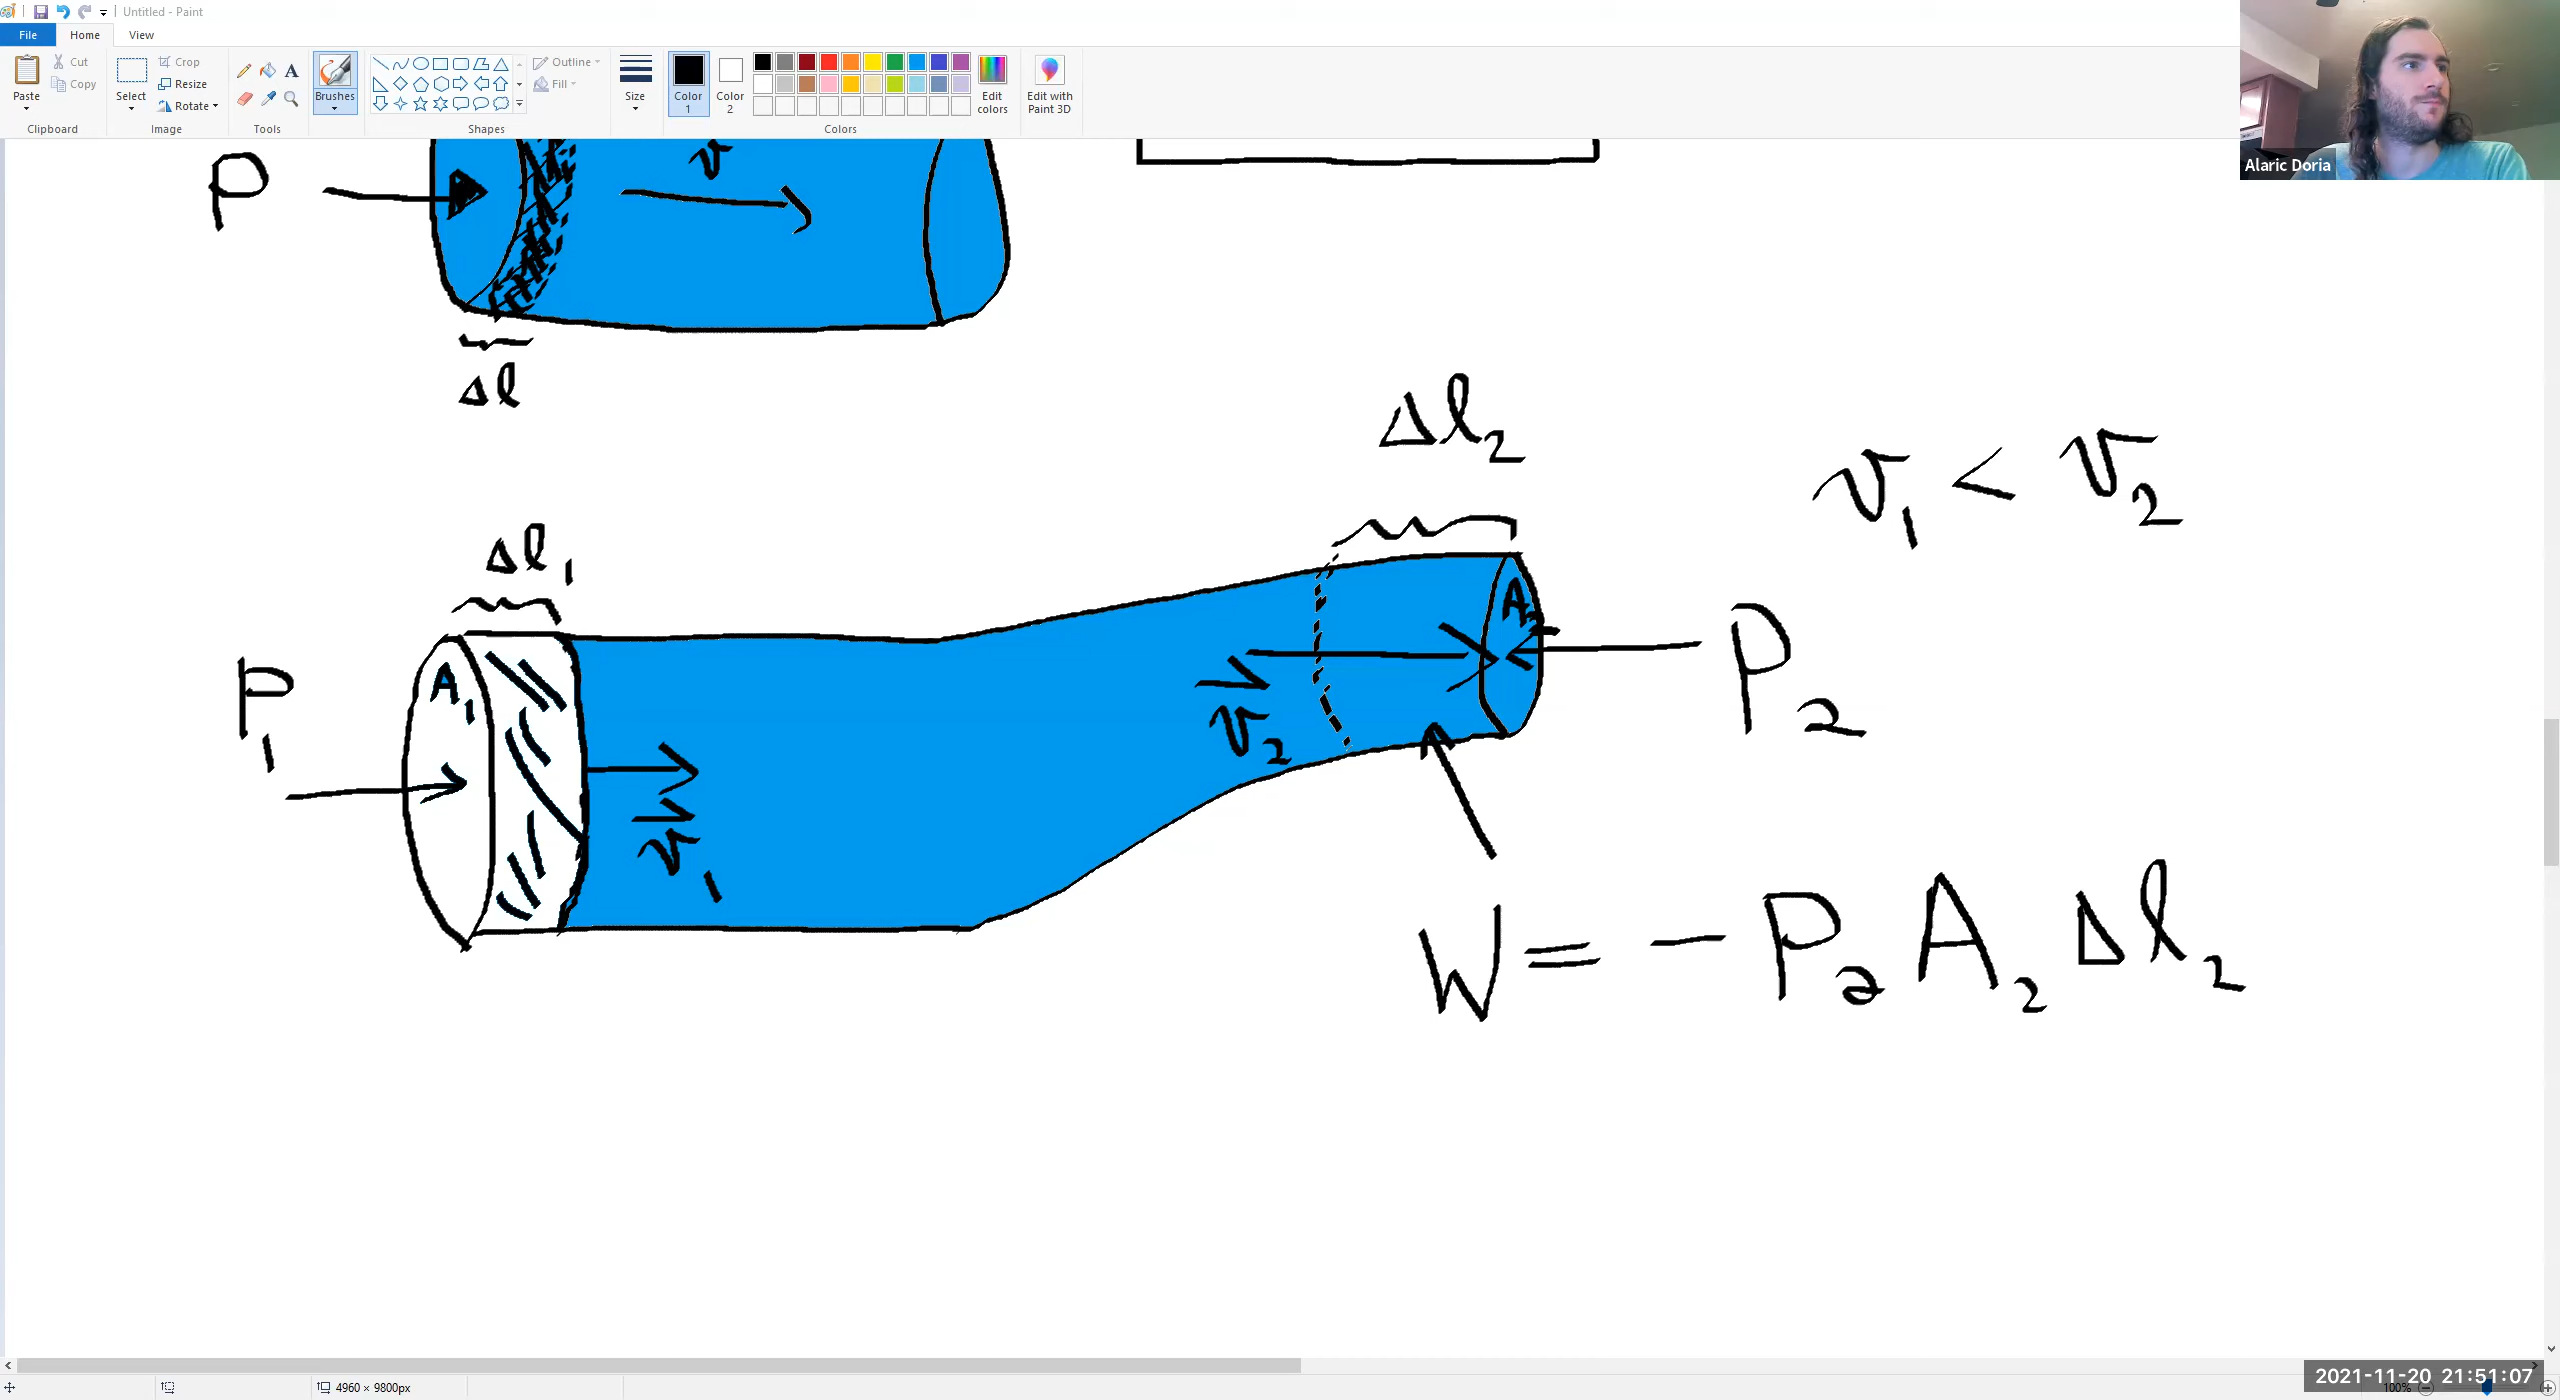 Untitled - Paint
File Home View
Paste
Cut
Copy
Clipboard
Select
Crop
Resize
Rotate
Image
Tools
Brushes
Shapes
Outline
Fill
Size
Color 1
Color 2
Colors
Edit colors
Edit with Paint 3D
Alaric Doria
P
v
Δl
Δl₂
v₁ < v₂
Δl₁
A₁
P₁
v₁
v₂
A₂
P₂
W = - P₂ A₂ Δl₂
4960 × 9800px
100%
2021-11-20 21:51:07